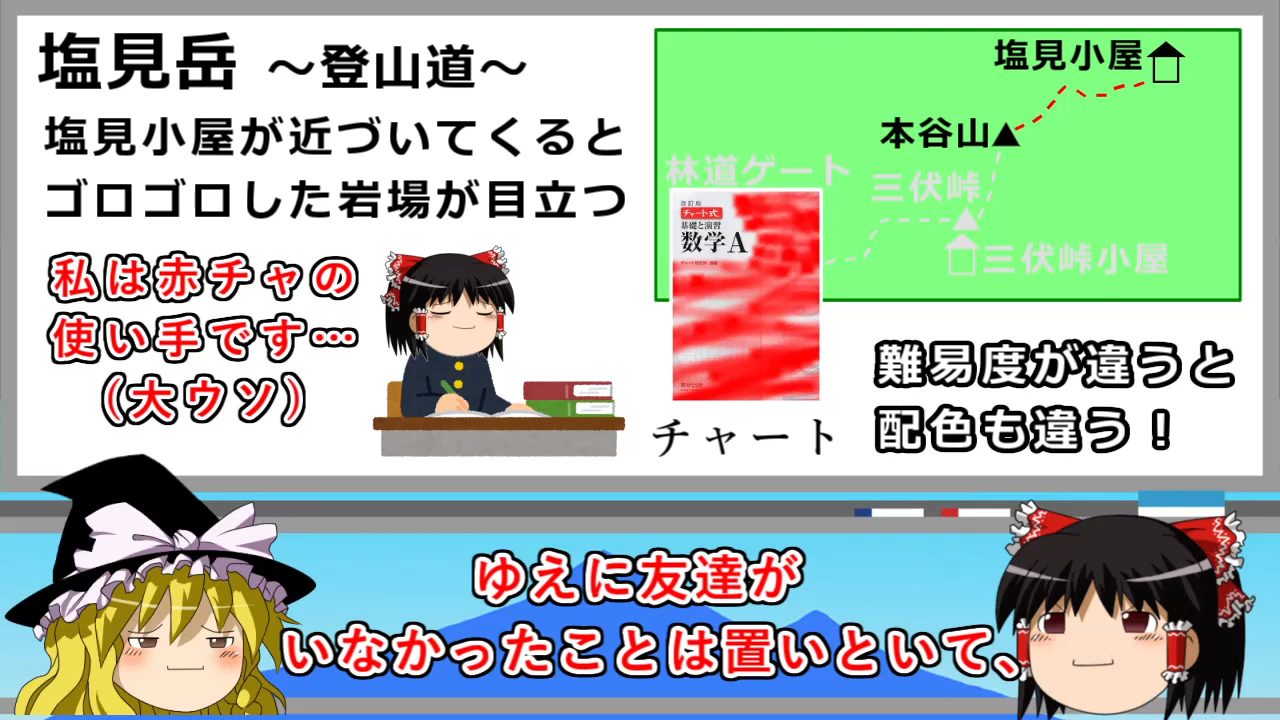 塩見岳 ～登山道～
塩見小屋が近づいてくると
ゴロゴロした岩場が目立つ
私は赤チャの
使い手です…
（大ウソ）
塩見小屋
本谷山
林道ゲート
三伏峠
三伏峠小屋
改訂版
チャート式
基礎と演習
数学A
チャート
難易度が違うと
配色も違う！
ゆえに友達が
いなかったことは置いといて、